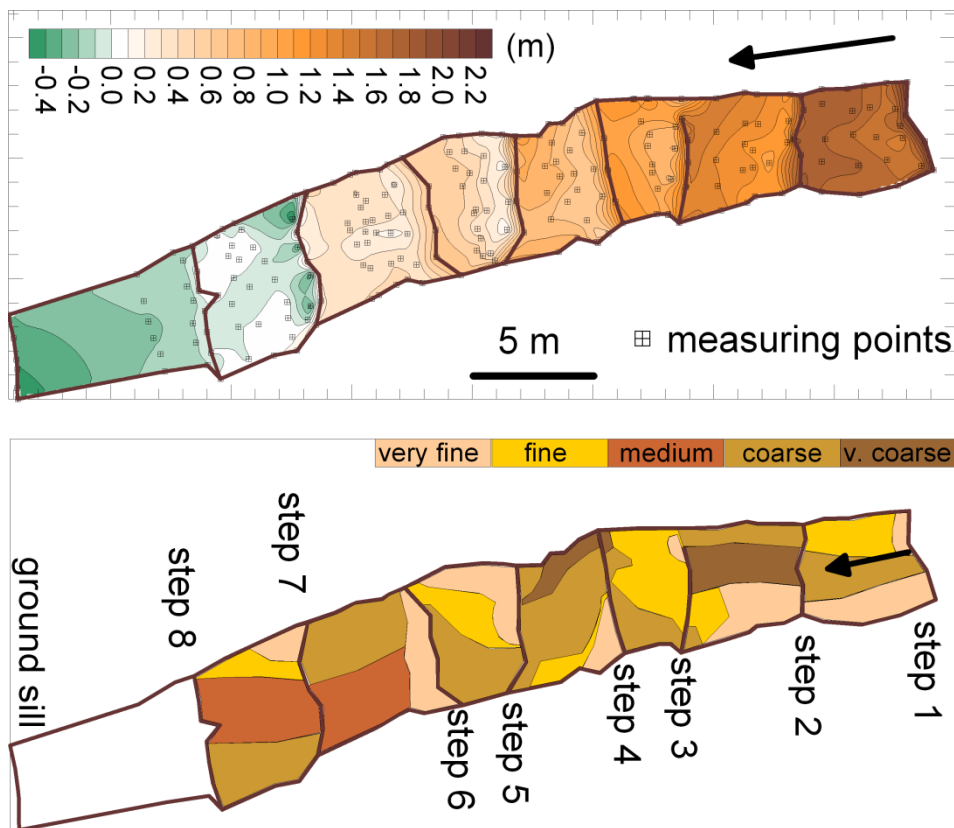 (m)
-0.4
-0.2
0.0
0.2
0.4
0.6
0.8
1.0
1.2
1.4
1.6
1.8
2.0
2.2
5 m
measuring points
very fine
fine
medium
coarse
v. coarse
ground sill
step 8
step 7
step 6
step 5
step 4
step 3
step 2
step 1